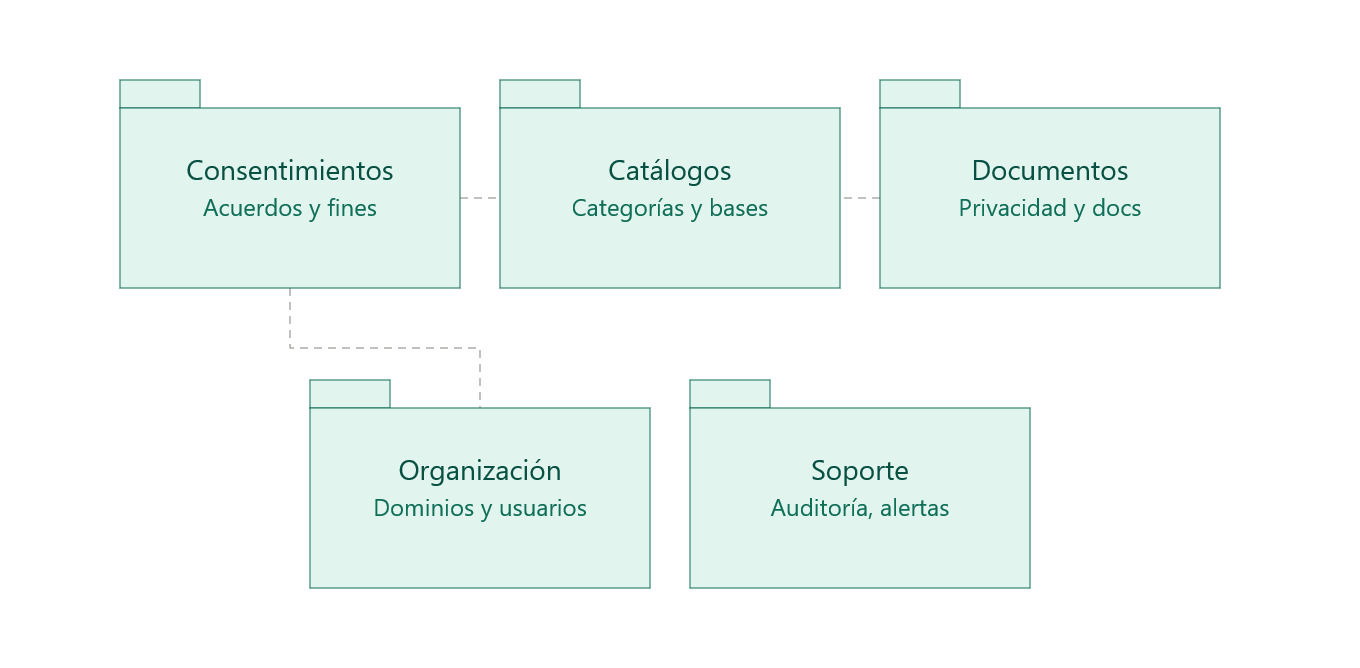 Consentimientos
Acuerdos y fines
Catálogos
Categorías y bases
Documentos
Privacidad y docs
Organización
Dominios y usuarios
Soporte
Auditoría, alertas